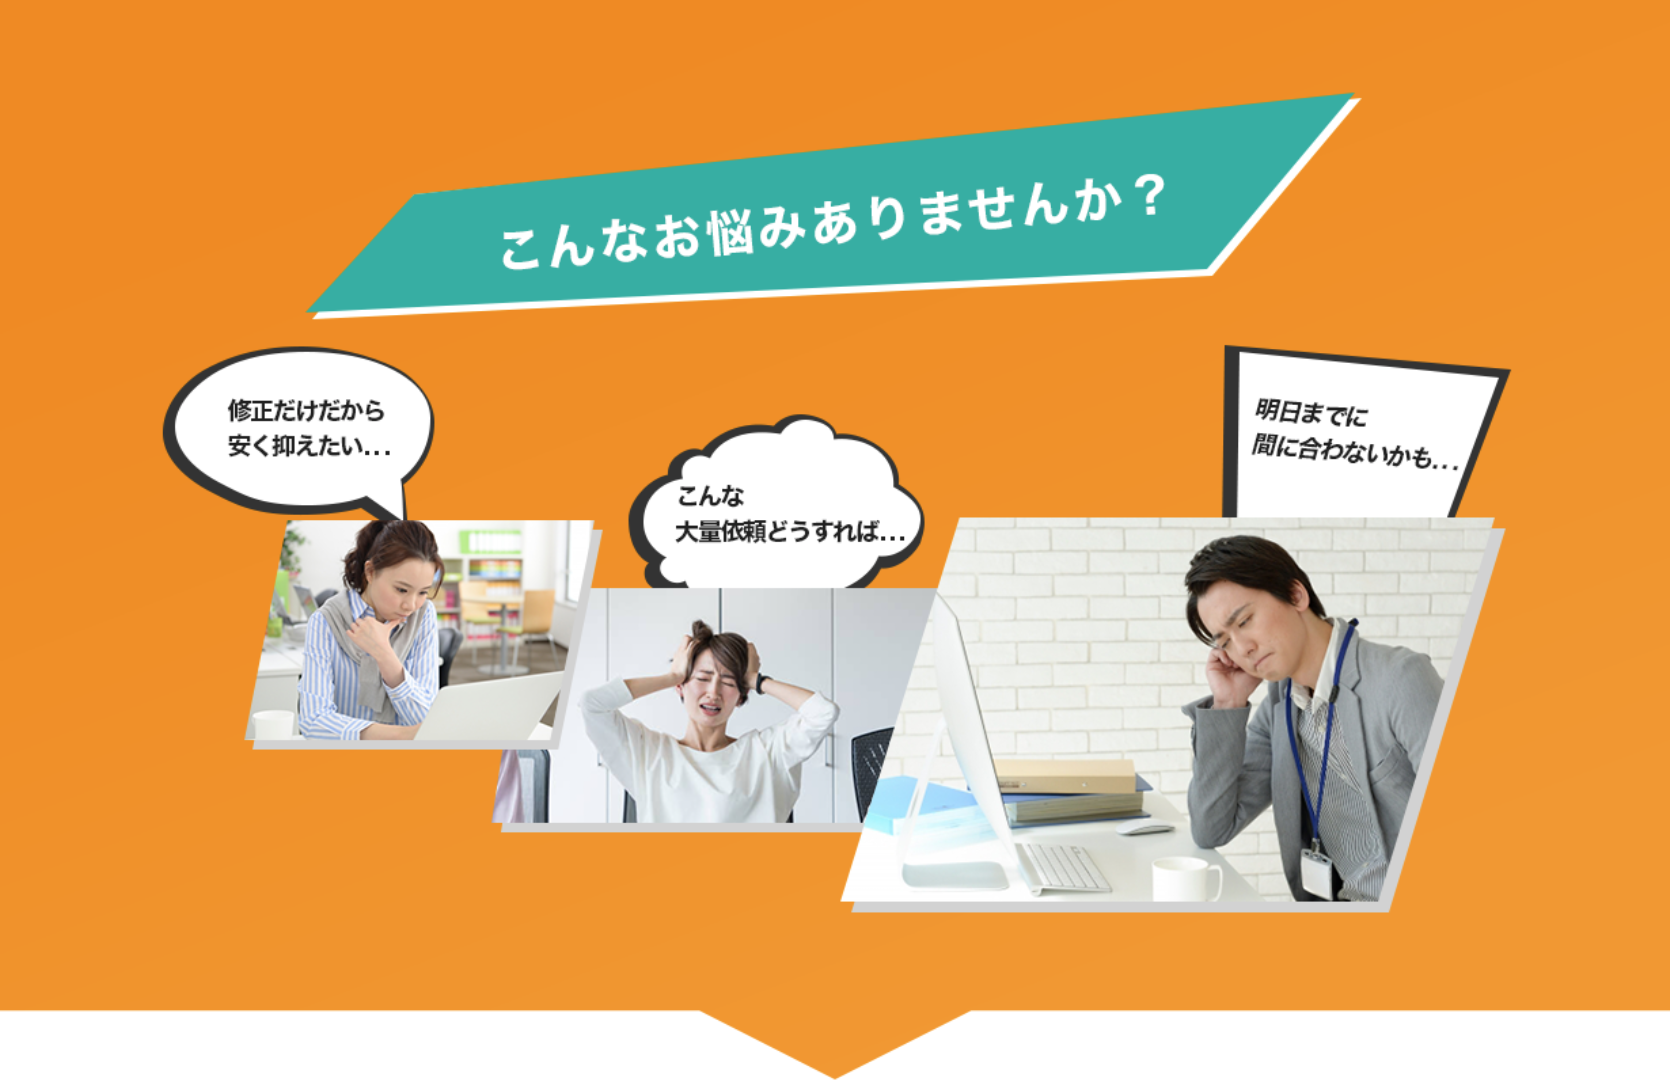 こんなお悩みありませんか？
修正だけだから
安く抑えたい...
こんな
大量依頼どうすれば...
明日までに
間に合わないかも...